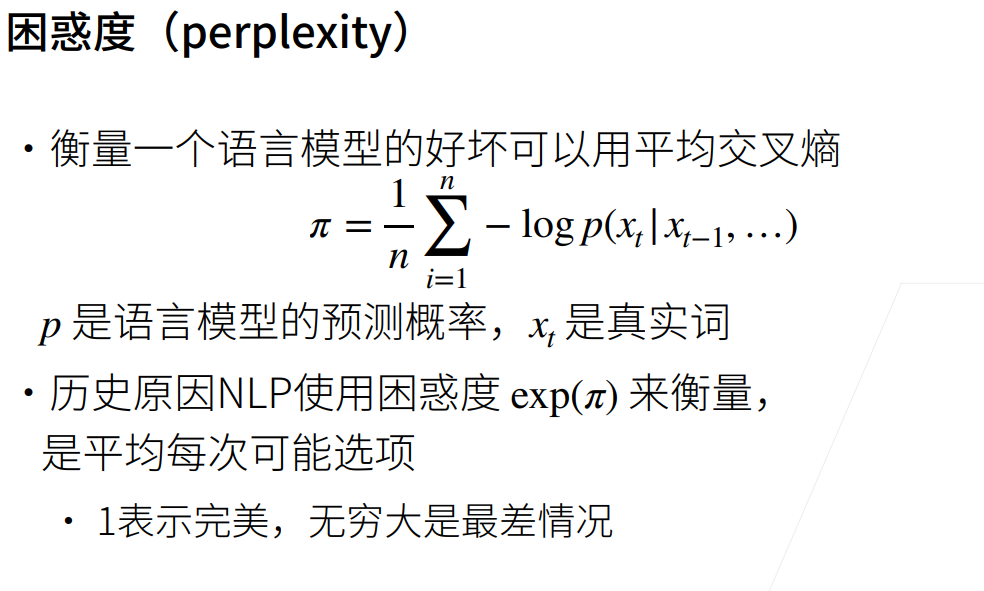 困惑度（perplexity）
• 衡量一个语言模型的好坏可以用平均交叉熵
π = \frac{1}{n} \sum_{i=1}^{n} − log p(x_t | x_{t−1}, …)
p 是语言模型的预测概率，x_t 是真实词
• 历史原因NLP使用困惑度 exp(π) 来衡量，
是平均每次可能选项
• 1表示完美，无穷大是最差情况